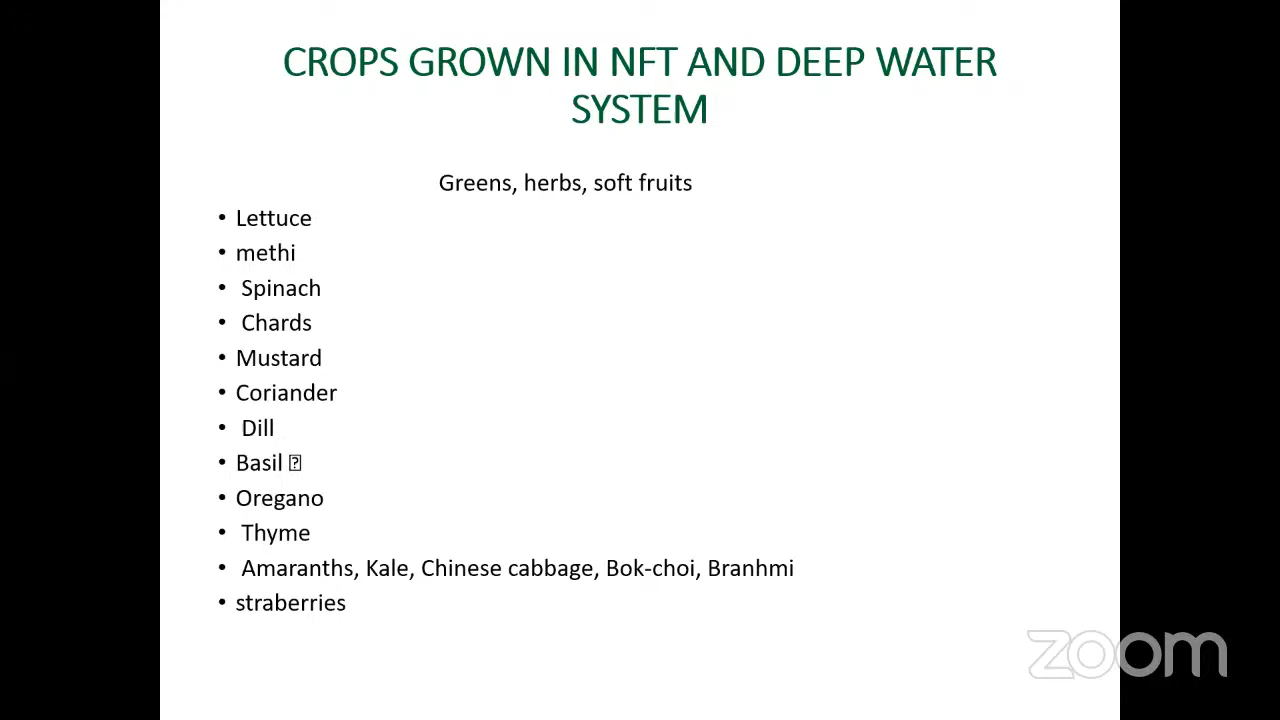 CROPS GROWN IN NFT AND DEEP WATER
SYSTEM
Greens, herbs, soft fruits
• Lettuce
• methi
• Spinach
• Chards
• Mustard
• Coriander
• Dill
• Basil ⍰
• Oregano
• Thyme
• Amaranths, Kale, Chinese cabbage, Bok-choi, Branhmi
• straberries
zoom